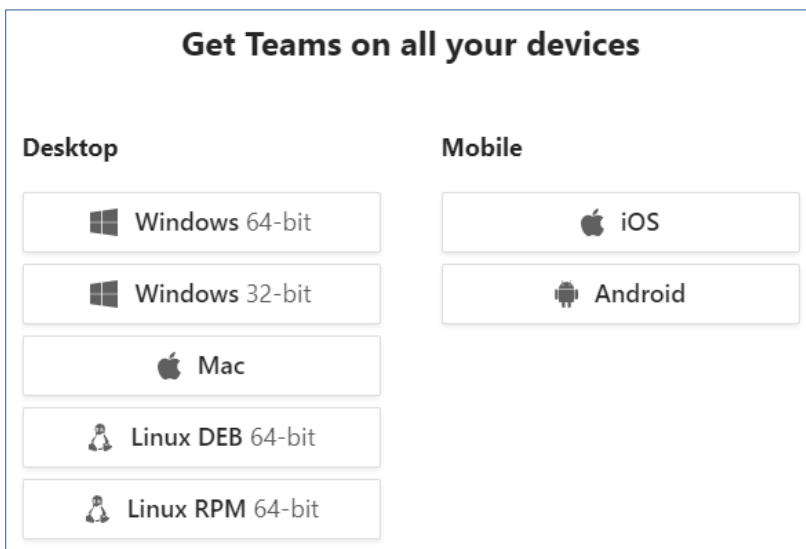 Get Teams on all your devices
Desktop
Windows 64-bit
Windows 32-bit
Mac
Linux DEB 64-bit
Linux RPM 64-bit
Mobile
iOS
Android